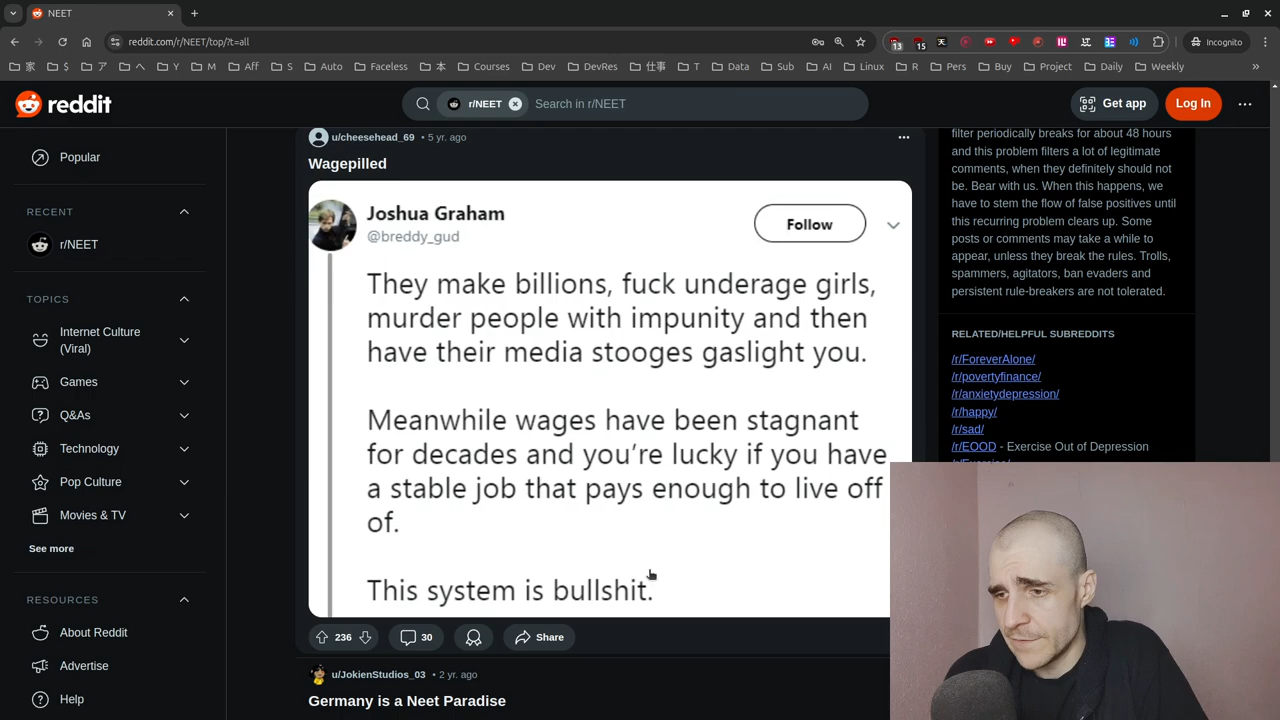 NEET
reddit.com/r/NEET/top/?t=all
13
15
Incognito
家
$
ア
へ
Y
M
Aff
S
Auto
Faceless
本
Courses
Dev
DevRes
仕事
T
Data
Sub
AI
Linux
R
Pers
Buy
Project
Daily
Weekly
reddit
r/NEET
Search in r/NEET
Get app
Log In
Popular
RECENT
r/NEET
TOPICS
Internet Culture
(Viral)
Games
Q&As
Technology
Pop Culture
Movies & TV
See more
RESOURCES
About Reddit
Advertise
Help
u/cheesehead_69 • 5 yr. ago
Wagepilled
Joshua Graham
@breddy_gud
Follow
They make billions, fuck underage girls,
murder people with impunity and then
have their media stooges gaslight you.
Meanwhile wages have been stagnant
for decades and you're lucky if you have
a stable job that pays enough to live off
of.
This system is bullshit.
236
30
Share
u/JokienStudios_03 • 2 yr. ago
Germany is a Neet Paradise
filter periodically breaks for about 48 hours
and this problem filters a lot of legitimate
comments, when they definitely should not
be. Bear with us. When this happens, we
have to stem the flow of false positives until
this recurring problem clears up. Some
posts or comments may take a while to
appear, unless they break the rules. Trolls,
spammers, agitators, ban evaders and
persistent rule-breakers are not tolerated.
RELATED/HELPFUL SUBREDDITS
/r/ForeverAlone/
/r/povertyfinance/
/r/anxietydepression/
/r/happy/
/r/sad/
/r/EOOD - Exercise Out of Depression